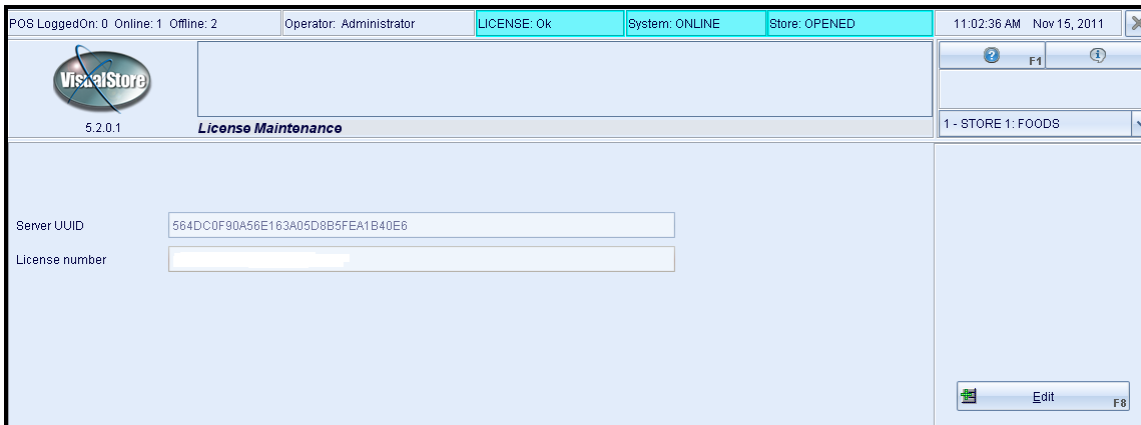 POS LoggedOn: 0 Online: 1 Offline: 2 Operator: Administrator LICENSE: Ok System: ONLINE Store: OPENED 11:02:36 AM Nov 15, 2011
VisualStore
F1
5.2.0.1 License Maintenance 1 - STORE 1: FOODS
Server UUID 564DC0F90A56E163A05D8B5FEA1B40E6
License number
Edit F8